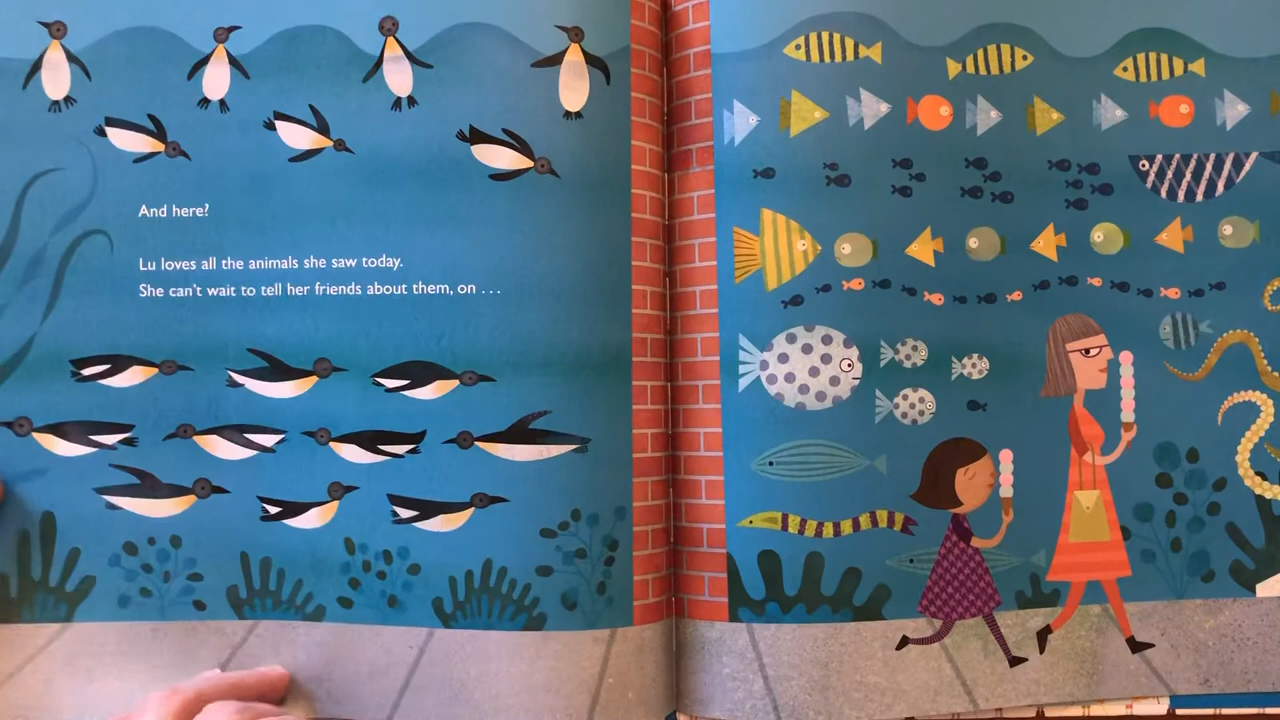 And here?
Lu loves all the animals she saw today.
She can't wait to tell her friends about them, on . . .